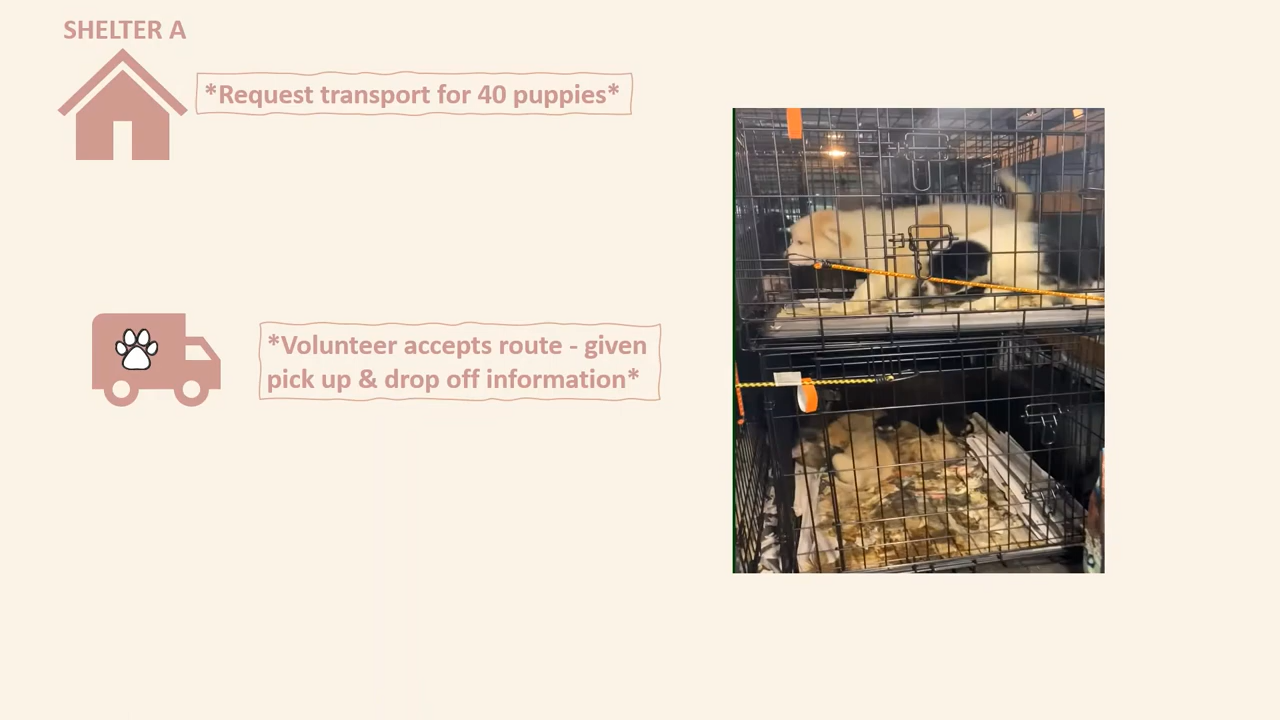 SHELTER A
*Request transport for 40 puppies*
*Volunteer accepts route - given
pick up & drop off information*